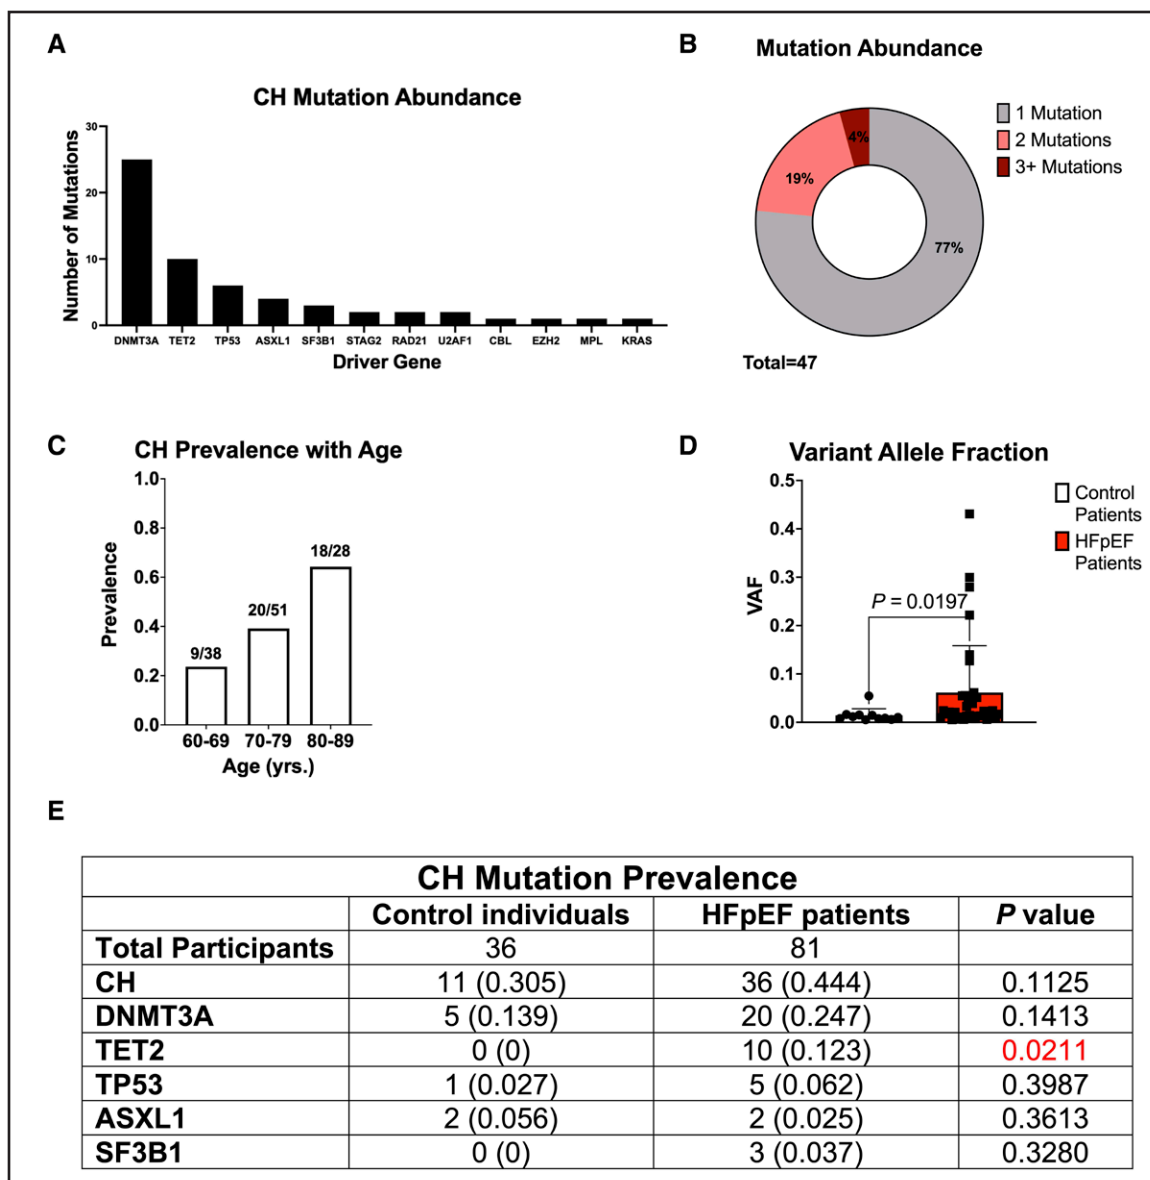 A
CH Mutation Abundance
Number of Mutations
30
20
10
0
DNMT3A TET2 TP53 ASXL1 SF3B1 STAG2 RAD21 U2AF1 CBL EZH2 MPL KRAS
Driver Gene
B
Mutation Abundance
4%
19%
77%
1 Mutation
2 Mutations
3+ Mutations
Total=47
C
CH Prevalence with Age
Prevalence
1.0
0.8
0.6
0.4
0.2
0.0
9/38
20/51
18/28
60-69 70-79 80-89
Age (yrs.)
D
Variant Allele Fraction
VAF
0.5
0.4
0.3
0.2
0.1
0.0
P = 0.0197
Control
Patients
HFpEF
Patients
E
CH Mutation Prevalence
Control individuals HFpEF patients P value
Total Participants 36 81
CH 11 (0.305) 36 (0.444) 0.1125
DNMT3A 5 (0.139) 20 (0.247) 0.1413
TET2 0 (0) 10 (0.123) 0.0211
TP53 1 (0.027) 5 (0.062) 0.3987
ASXL1 2 (0.056) 2 (0.025) 0.3613
SF3B1 0 (0) 3 (0.037) 0.3280